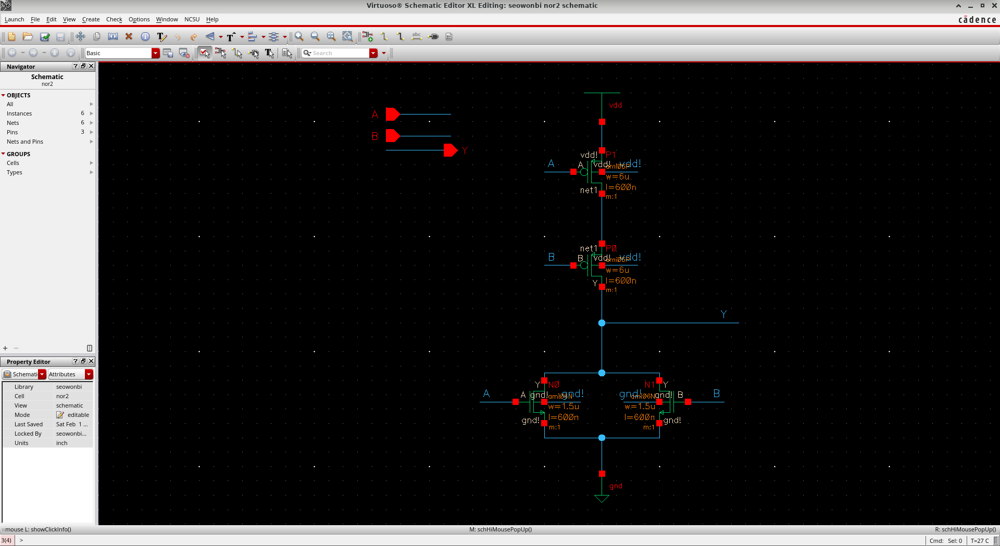 Virtuoso® Schematic Editor XL Editing: seowonbi nor2 schematic
Launch File Edit View Create Check Options Window NCSU Help
cādence
abc
Basic
Search
Navigator
Schematic
nor2
OBJECTS
All
Instances 6
Nets 6
Pins 3
Nets and Pins
GROUPS
Cells
Types
Property Editor
Schemati Attributes
Library seowonbi
Cell nor2
View schematic
Mode editable
Last Saved Sat Feb 1 ...
Locked By seowonbi...
Units inch
vdd
A
B
Y
vdd! P1
A A vdd! vdd!
w=6u
net1 l=600n
m:1
net1 P0
B B vdd! vdd!
w=6u
Y l=600n
m:1
Y
Y N0 N1 Y
A A gnd! gnd! gnd! gnd! B B
w=1.5u w=1.5u
l=600n l=600n
gnd! gnd!
m:1 m:1
gnd
mouse L: showClickInfo() M: schHiMousePopUp() R: schHiMousePopUp()
3(4) > Cmd: Sel: 0 T=27 C